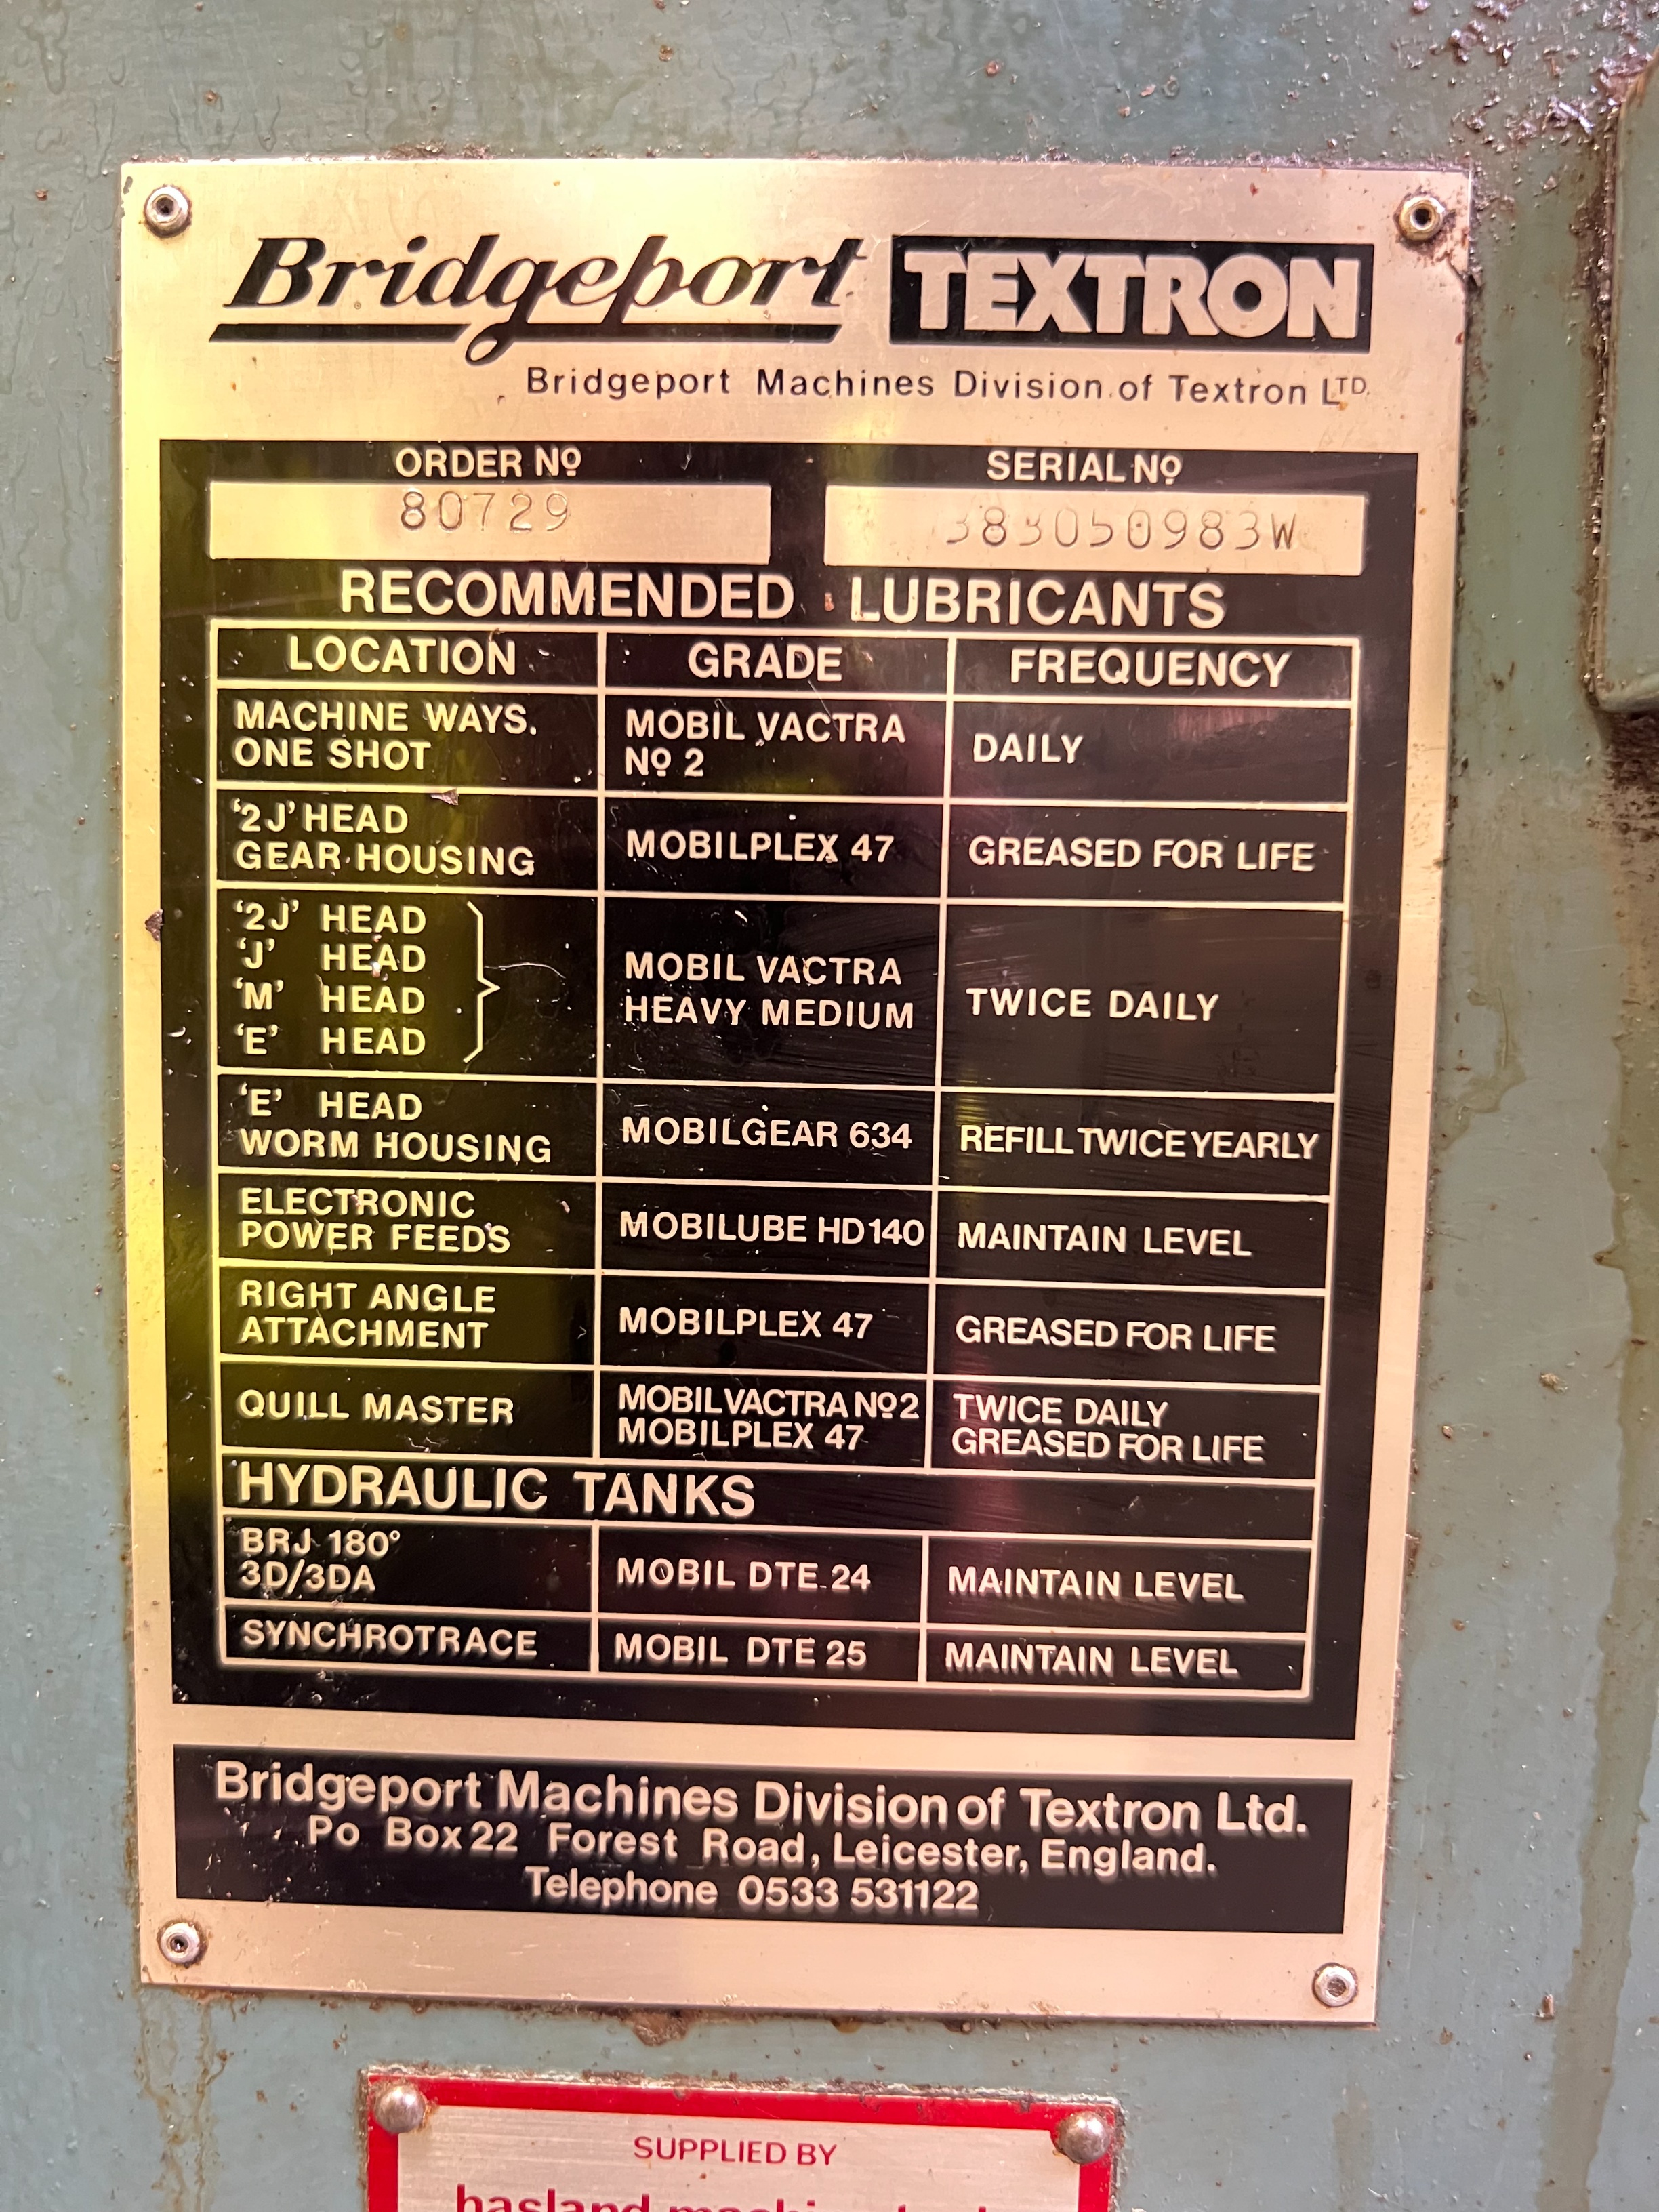 Bridgeport TEXTRON
Bridgeport Machines Division of Textron LTD.
ORDER Nº SERIAL Nº
80729 383050983W
RECOMMENDED LUBRICANTS
LOCATION GRADE FREQUENCY
MACHINE WAYS.
ONE SHOT
MOBIL VACTRA
Nº 2
DAILY
'2J' HEAD
GEAR HOUSING
MOBILPLEX 47
GREASED FOR LIFE
'2J' HEAD
'J' HEAD
'M' HEAD
'E' HEAD
MOBIL VACTRA
HEAVY MEDIUM
TWICE DAILY
'E' HEAD
WORM HOUSING
MOBILGEAR 634
REFILL TWICE YEARLY
ELECTRONIC
POWER FEEDS
MOBILUBE HD 140
MAINTAIN LEVEL
RIGHT ANGLE
ATTACHMENT
MOBILPLEX 47
GREASED FOR LIFE
QUILL MASTER
MOBIL VACTRA Nº 2
MOBILPLEX 47
TWICE DAILY
GREASED FOR LIFE
HYDRAULIC TANKS
BRJ 180°
3D/3DA
MOBIL DTE 24
MAINTAIN LEVEL
SYNCHROTRACE
MOBIL DTE 25
MAINTAIN LEVEL
Bridgeport Machines Division of Textron Ltd.
Po Box 22 Forest Road, Leicester, England.
Telephone 0533 531122
SUPPLIED BY